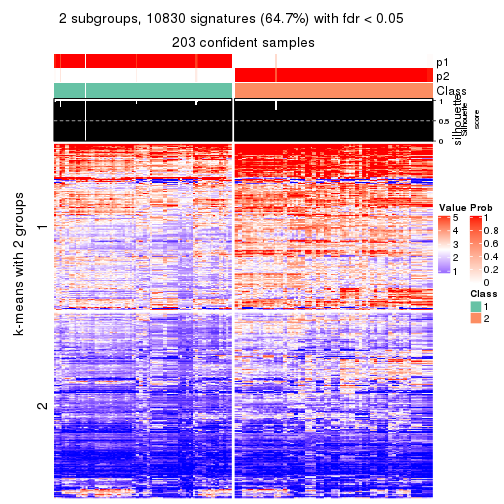 2 subgroups, 10830 signatures (64.7%) with fdr < 0.05
203 confident samples
p1
p2
Class
1
0.5
0
silhouette
Silhouette
score
k-means with 2 groups
1
2
Value
5
4
3
2
1
Prob
1
0.8
0.6
0.4
0.2
0
Class
1
2